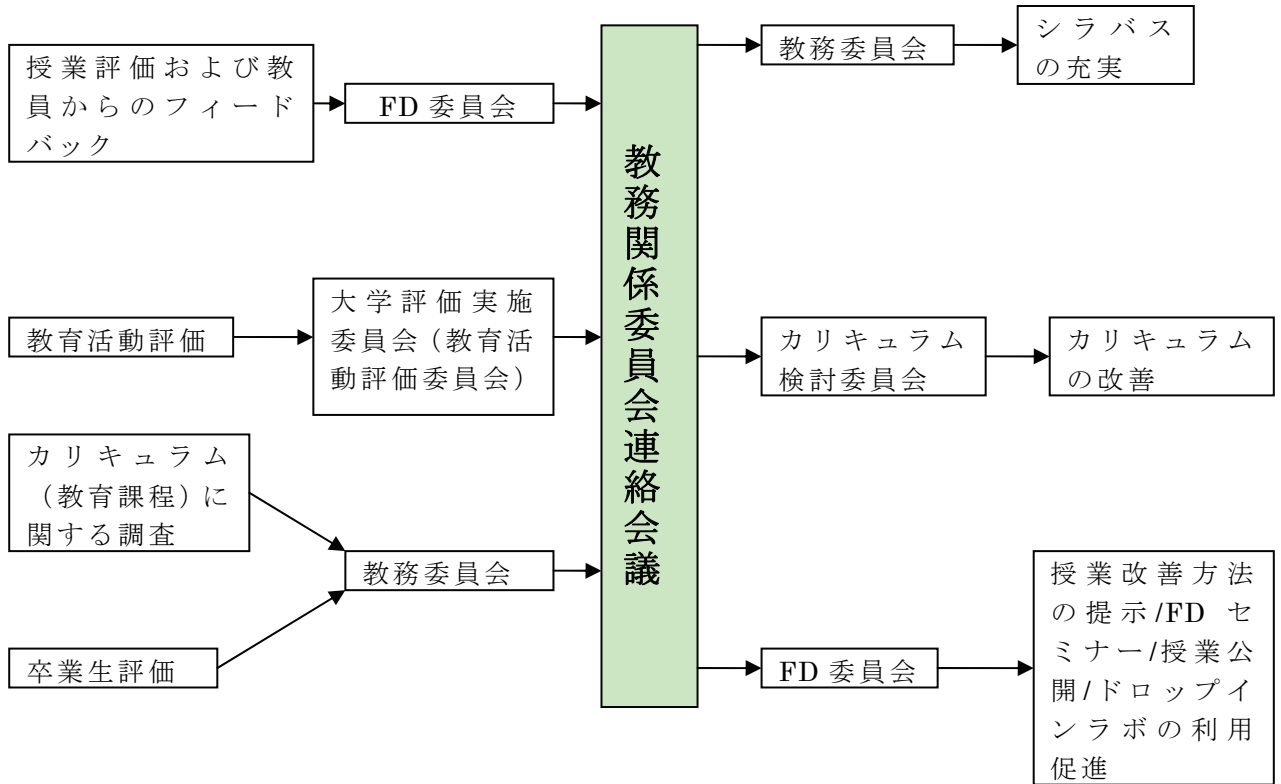 授業評価および教
員からのフィード
バック
FD 委員会
教育活動評価
大学評価実施
委員会（教育活
動評価委員会）
カリキュラム
（教育課程）に
関する調査
教務委員会
卒業生評価
教務関係委員会連絡会議
教務委員会
シラバス
の充実
カリキュラム
検討委員会
カリキュラム
の改善
FD 委員会
授業改善方法
の提示/FD セ
ミナー/授業公
開/ドロップイ
ンラボの利用
促進